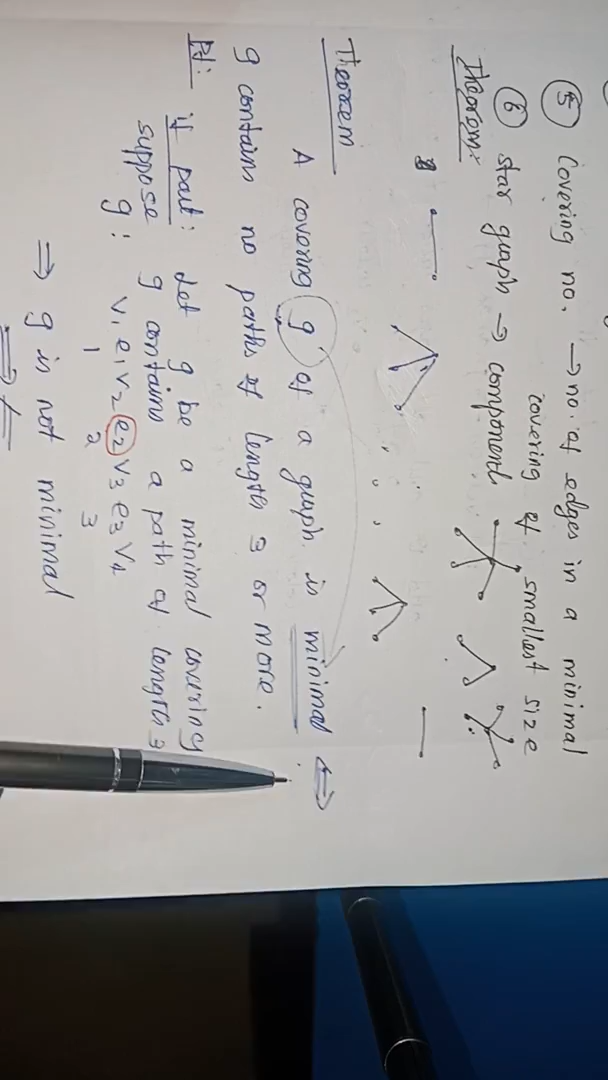 ⑤ Covering no. → no. of edges in a minimal
covering of smallest size
⑥ star graph → component
Theorem:
Theorem
A covering g of a graph is minimal ⇔
g contains no paths of length 3 or more.
Pf: if part: Let g be a minimal covering
suppose g contains a path of length 3
g: v1 e1 v2 e2 v3 e3 v4
1 2 3
⇒ g is not minimal
⇒⇐